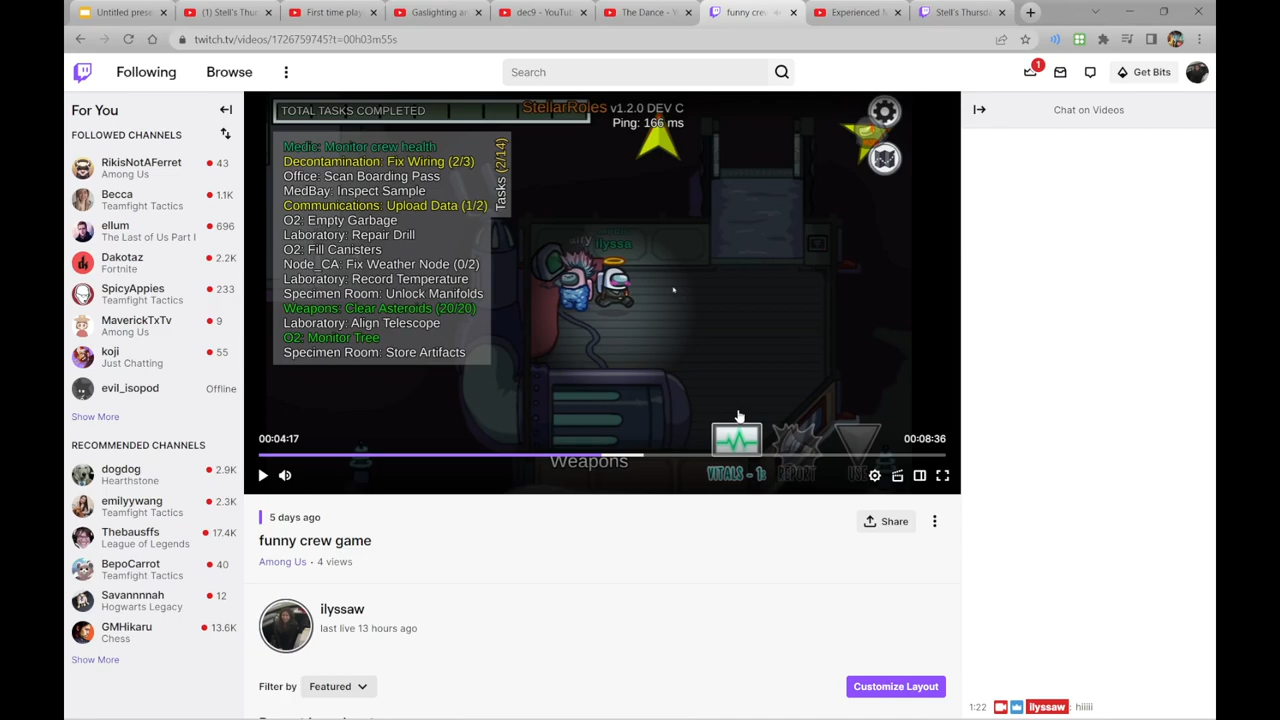 Untitled prese
(1) Stell's Thur
First time play
Gaslighting an
dec9 - YouTub
The Dance - Y
funny cre
Experienced M
Stell's Thursda
twitch.tv/videos/1726759745?t=00h03m55s
Following
Browse
Search
1
Get Bits
For You
FOLLOWED CHANNELS
RikisNotAFerret
43
Among Us
Becca
1.1K
Teamfight Tactics
ellum
696
The Last of Us Part I
Dakotaz
2.2K
Fortnite
SpicyAppies
233
Teamfight Tactics
MaverickTxTv
9
Among Us
koji
55
Just Chatting
evil_isopod
Offline
Show More
RECOMMENDED CHANNELS
dogdog
2.9K
Hearthstone
emilyywang
2.3K
Teamfight Tactics
Thebausffs
17.4K
League of Legends
BepoCarrot
40
Teamfight Tactics
Savannnnah
12
Hogwarts Legacy
GMHikaru
13.6K
Chess
Show More
TOTAL TASKS COMPLETED
StellarRoles v1.2.0 DEV C
Ping: 166 ms
Medic: Monitor crew health
Decontamination: Fix Wiring (2/3)
Office: Scan Boarding Pass
MedBay: Inspect Sample
Communications: Upload Data (1/2)
O2: Empty Garbage
Laboratory: Repair Drill
O2: Fill Canisters
Node_CA: Fix Weather Node (0/2)
Laboratory: Record Temperature
Specimen Room: Unlock Manifolds
Weapons: Clear Asteroids (20/20)
Laboratory: Align Telescope
O2: Monitor Tree
Specimen Room: Store Artifacts
Tasks (2/14)
ilyssa
00:04:17
00:08:36
Weapons
VITALS - 1s
REPORT
USE
5 days ago
Share
funny crew game
Among Us • 4 views
ilyssaw
last live 13 hours ago
Filter by
Featured
Customize Layout
Chat on Videos
1:22 ilyssaw: hiiiii